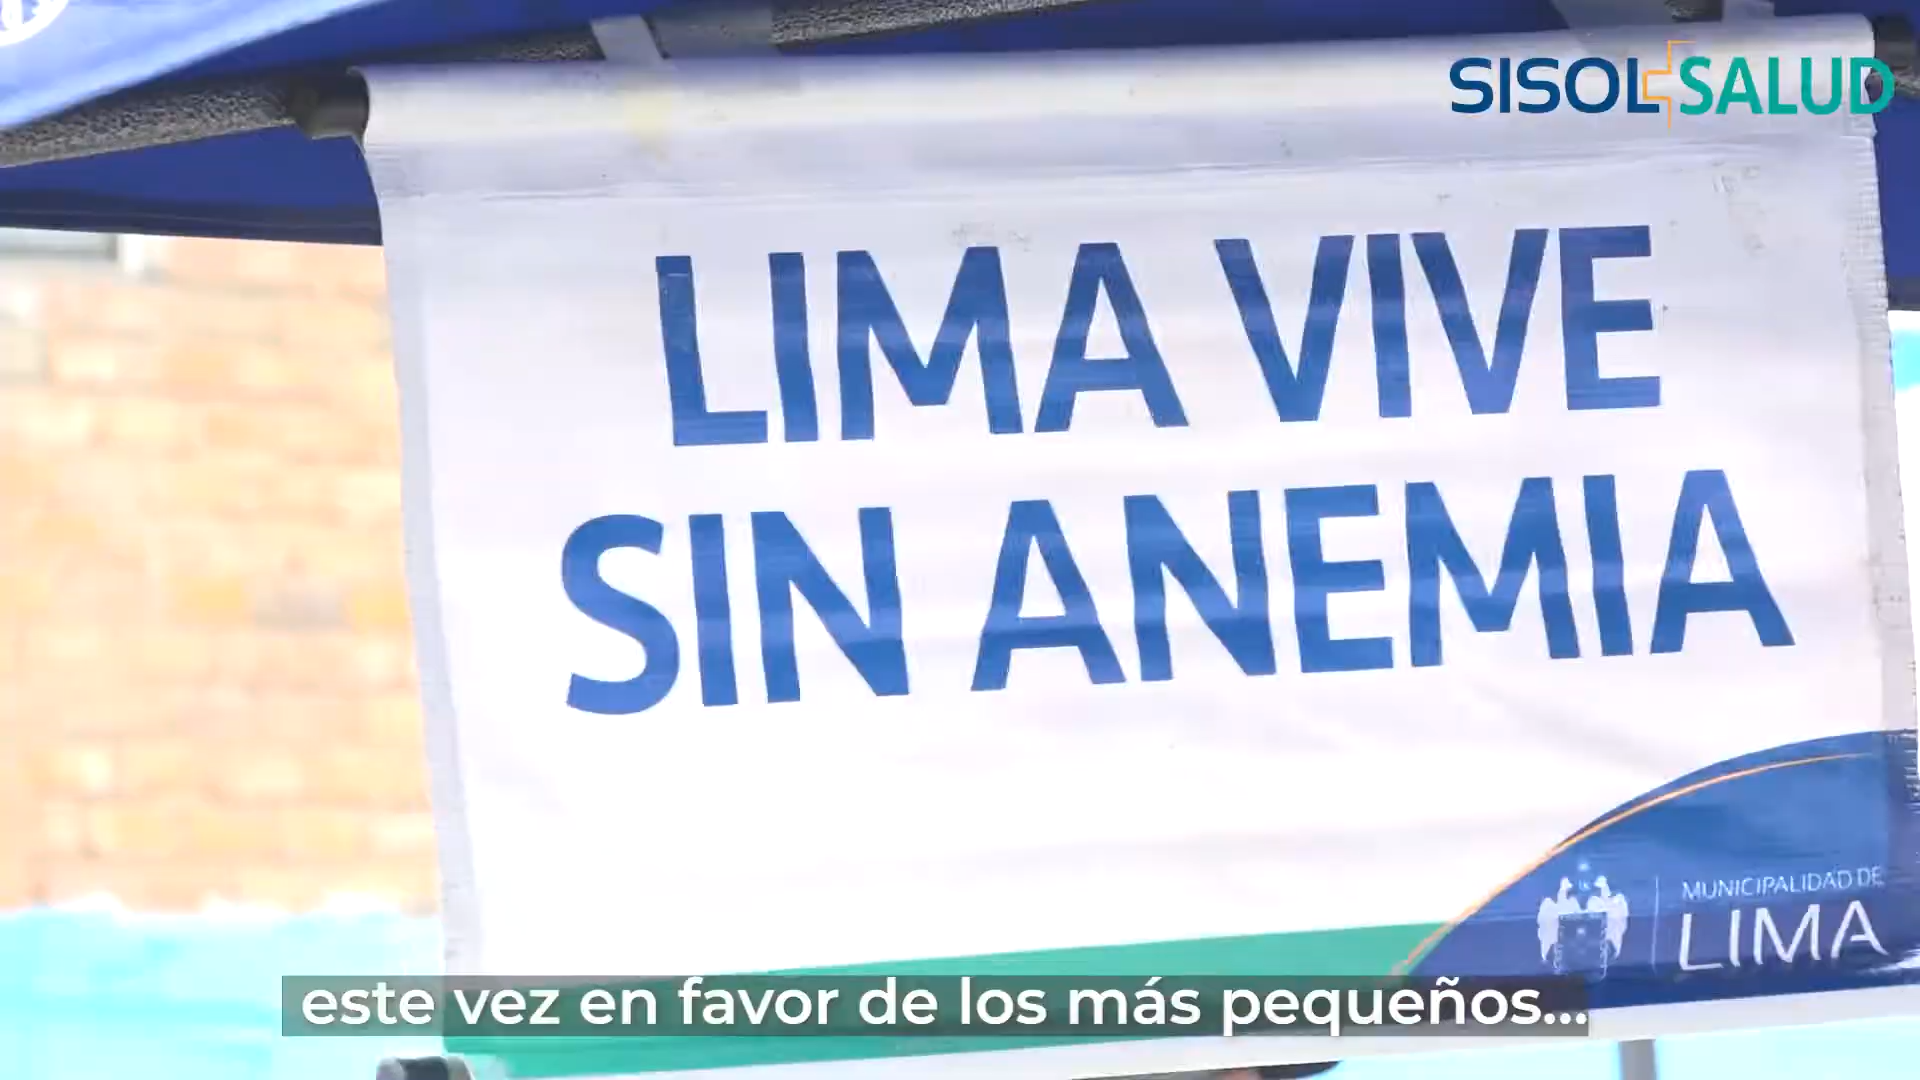 SISOL SALUD
LIMA VIVE
SIN ANEMIA
MUNICIPALIDAD DE
LIMA
este vez en favor de los más pequeños...